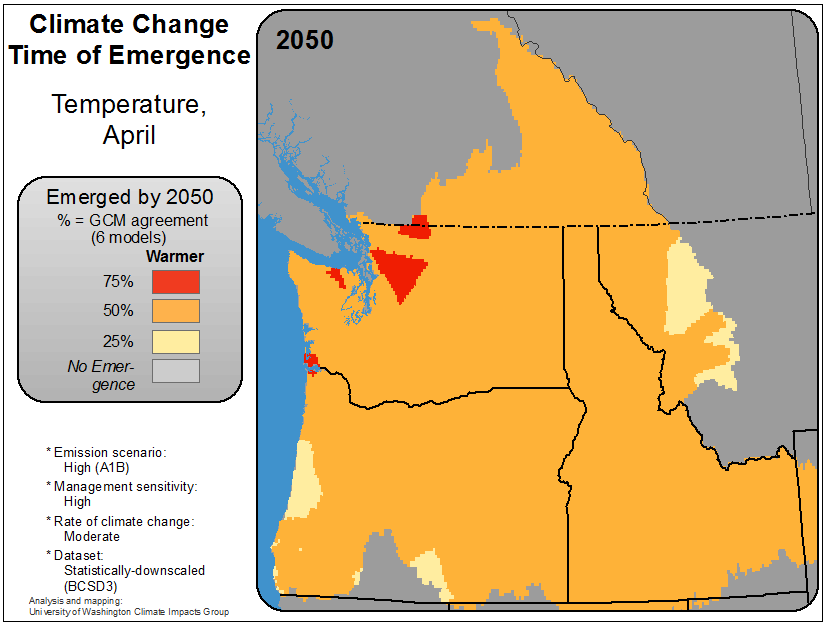 Climate Change
Time of Emergence
Temperature,
April
Emerged by 2050
% = GCM agreement
(6 models)
Warmer
75%
50%
25%
No Emer-
gence
* Emission scenario:
High (A1B)
* Management sensitivity:
High
* Rate of climate change:
Moderate
* Dataset:
Statistically-downscaled
(BCSD3)
Analysis and mapping:
University of Washington Climate Impacts Group
2050